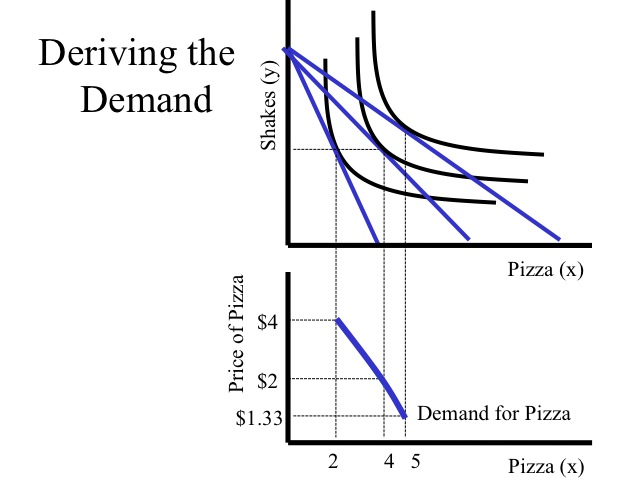 Deriving the
Demand
Shakes (y)
Pizza (x)
Price of Pizza
$4
$2
$1.33
Demand for Pizza
2 4 5
Pizza (x)